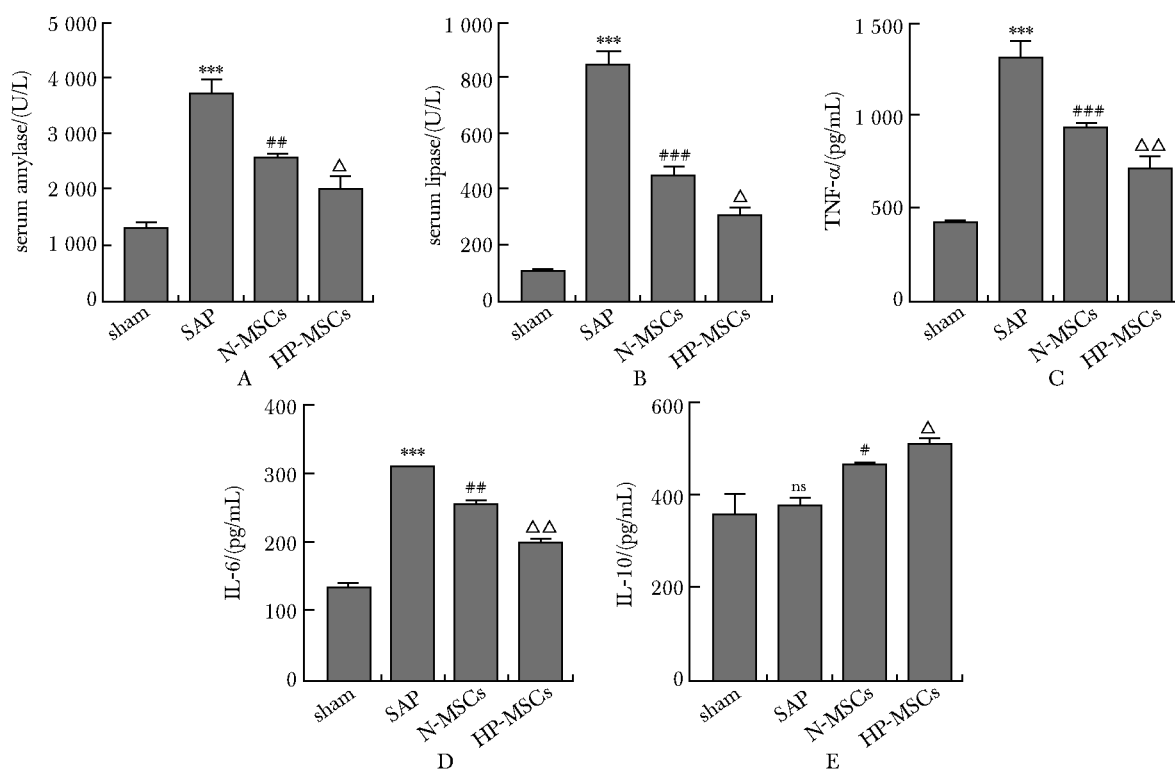 serum amylase/(U/L)
5 000
4 000
3 000
2 000
1 000
0
***
##
△
sham
SAP
N-MSCs
HP-MSCs
A
serum lipase/(U/L)
1 000
800
600
400
200
0
***
###
△
sham
SAP
N-MSCs
HP-MSCs
B
TNF-α/(pg/mL)
1 500
1 000
500
0
***
###
△△
sham
SAP
N-MSCs
HP-MSCs
C
IL-6/(pg/mL)
400
300
200
100
0
***
##
△△
sham
SAP
N-MSCs
HP-MSCs
D
IL-10/(pg/mL)
600
400
200
0
ns
#
△
sham
SAP
N-MSCs
HP-MSCs
E